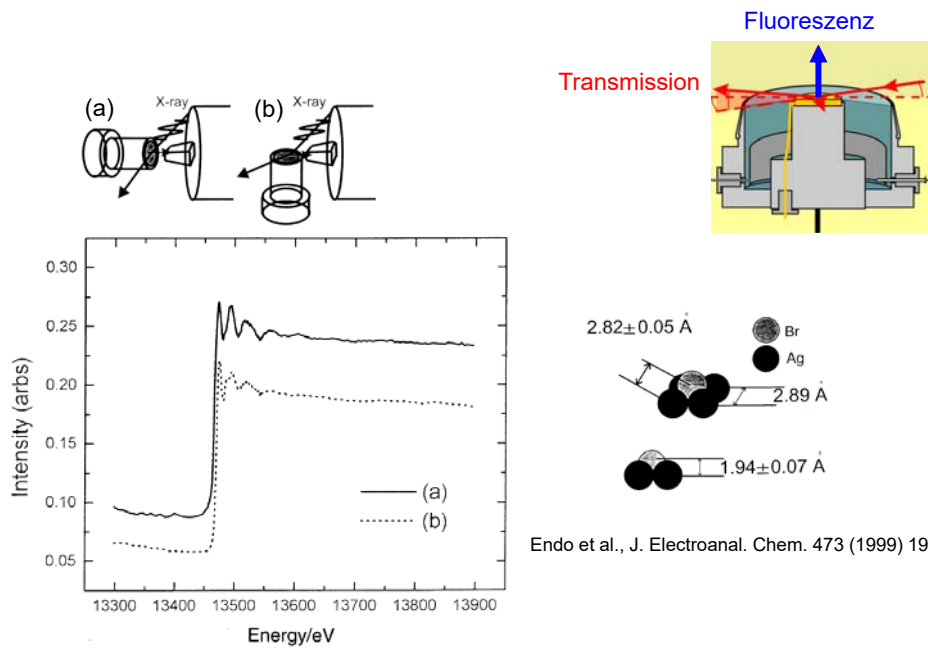 Fluoreszenz
Transmission
(a)
X-ray
(b)
X-ray
Intensity (arbs)
0.30
0.25
0.20
0.15
0.10
0.05
(a)
(b)
13300 13400 13500 13600 13700 13800 13900
Energy/eV
2.82±0.05 Å
Br
Ag
2.89 Å
1.94±0.07 Å
Endo et al., J. Electroanal. Chem. 473 (1999) 19